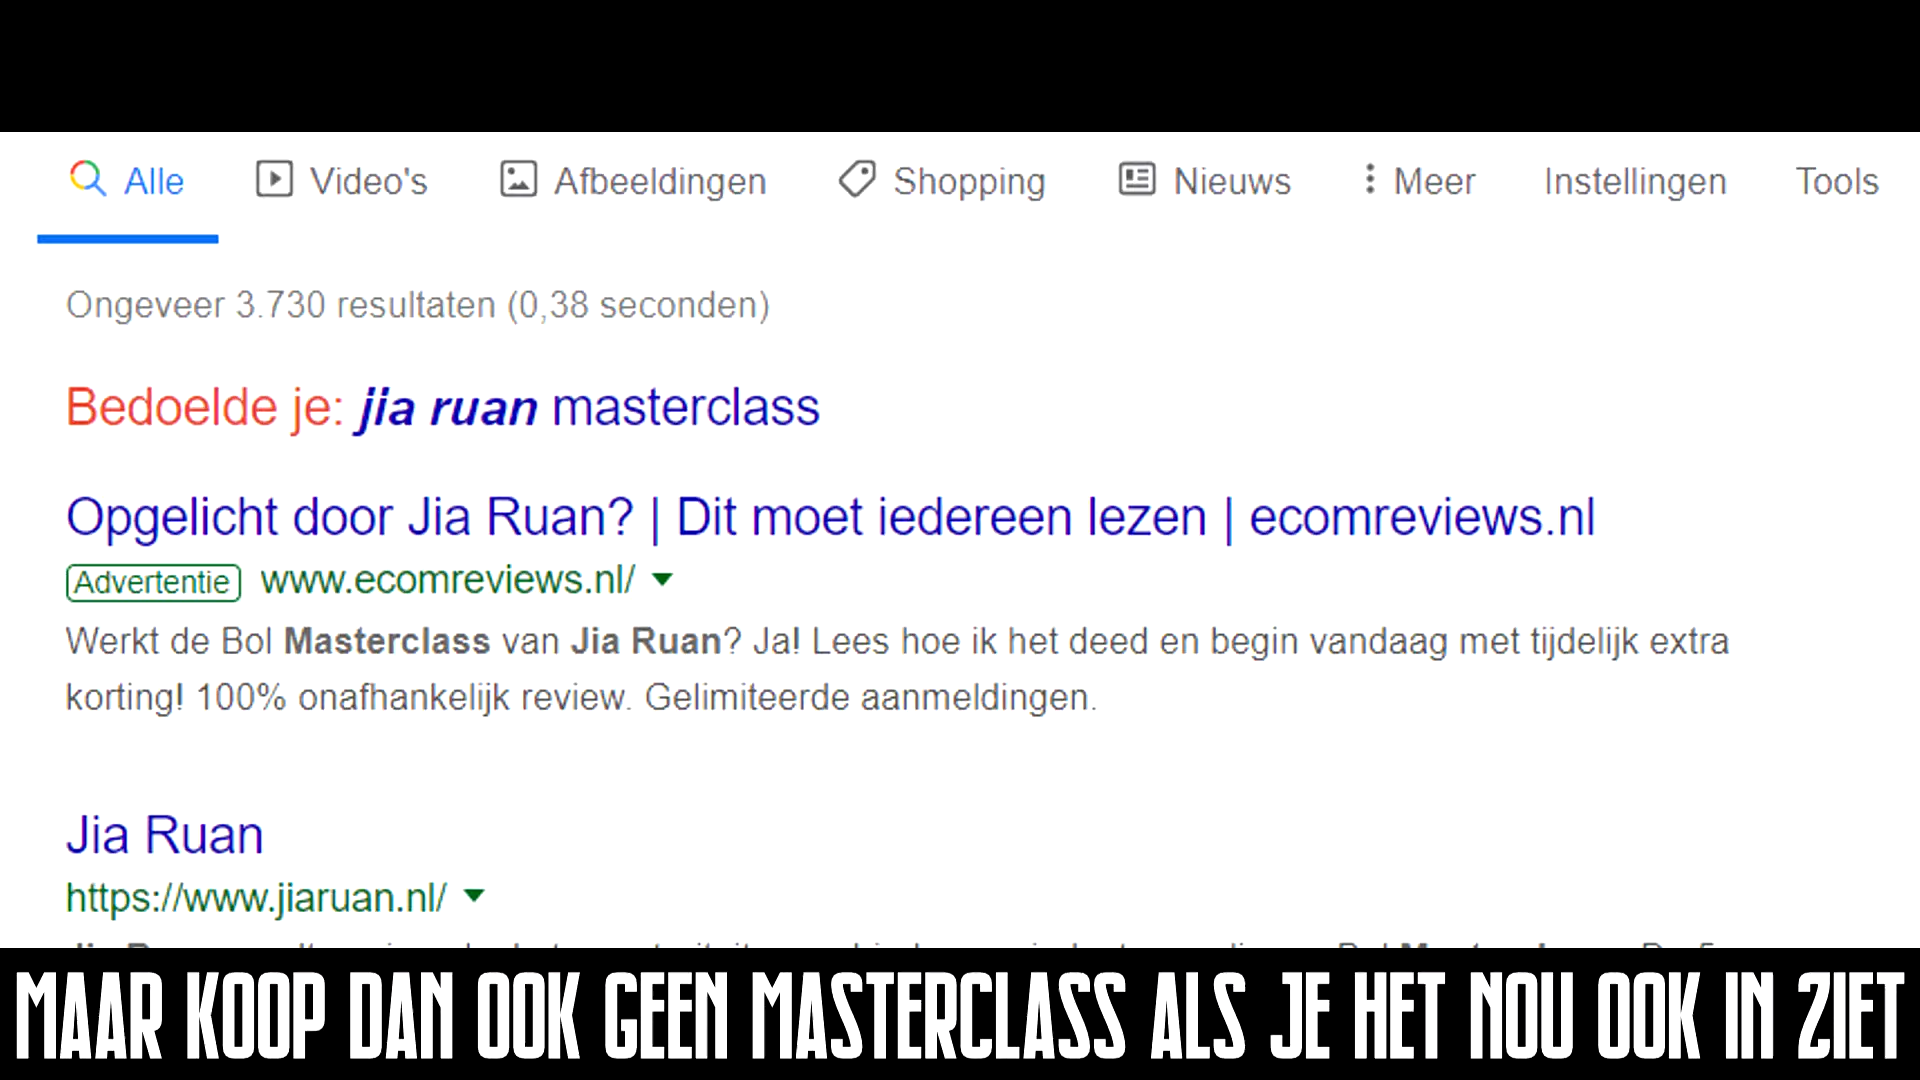 Alle Video's Afbeeldingen Shopping Nieuws Meer Instellingen Tools
Ongeveer 3.730 resultaten (0,38 seconden)
Bedoelde je: jia ruan masterclass
Opgelicht door Jia Ruan? | Dit moet iedereen lezen | ecomreviews.nl
Advertentie www.ecomreviews.nl/
Werkt de Bol Masterclass van Jia Ruan? Ja! Lees hoe ik het deed en begin vandaag met tijdelijk extra
korting! 100% onafhankelijk review. Gelimiteerde aanmeldingen.
Jia Ruan
https://www.jiaruan.nl/
MAAR KOOP DAN OOK GEEN MASTERCLASS ALS JE HET NOU OOK IN ZIET